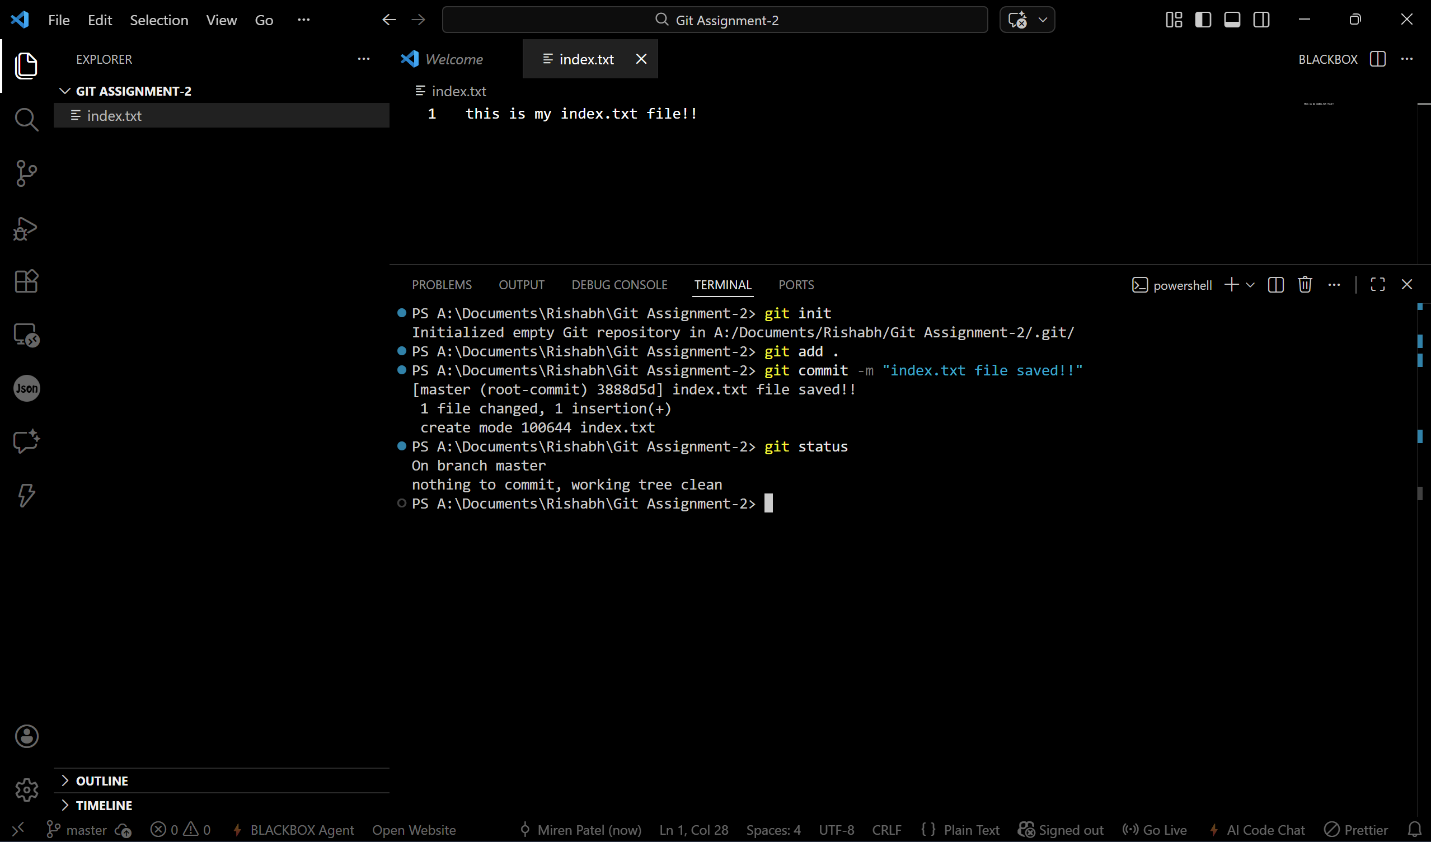 File Edit Selection View Go ···
Git Assignment-2
EXPLORER
GIT ASSIGNMENT-2
index.txt
Welcome
index.txt
BLACKBOX
index.txt
1 this is my index.txt file!!
PROBLEMS OUTPUT DEBUG CONSOLE TERMINAL PORTS
powershell
PS A:\Documents\Rishabh\Git Assignment-2> git init
Initialized empty Git repository in A:/Documents/Rishabh/Git Assignment-2/.git/
PS A:\Documents\Rishabh\Git Assignment-2> git add .
PS A:\Documents\Rishabh\Git Assignment-2> git commit -m "index.txt file saved!!"
[master (root-commit) 3888d5d] index.txt file saved!!
 1 file changed, 1 insertion(+)
 create mode 100644 index.txt
PS A:\Documents\Rishabh\Git Assignment-2> git status
On branch master
nothing to commit, working tree clean
PS A:\Documents\Rishabh\Git Assignment-2>
Json
OUTLINE
TIMELINE
master 0 0 BLACKBOX Agent Open Website Miren Patel (now) Ln 1, Col 28 Spaces: 4 UTF-8 CRLF {} Plain Text Signed out Go Live AI Code Chat Prettier